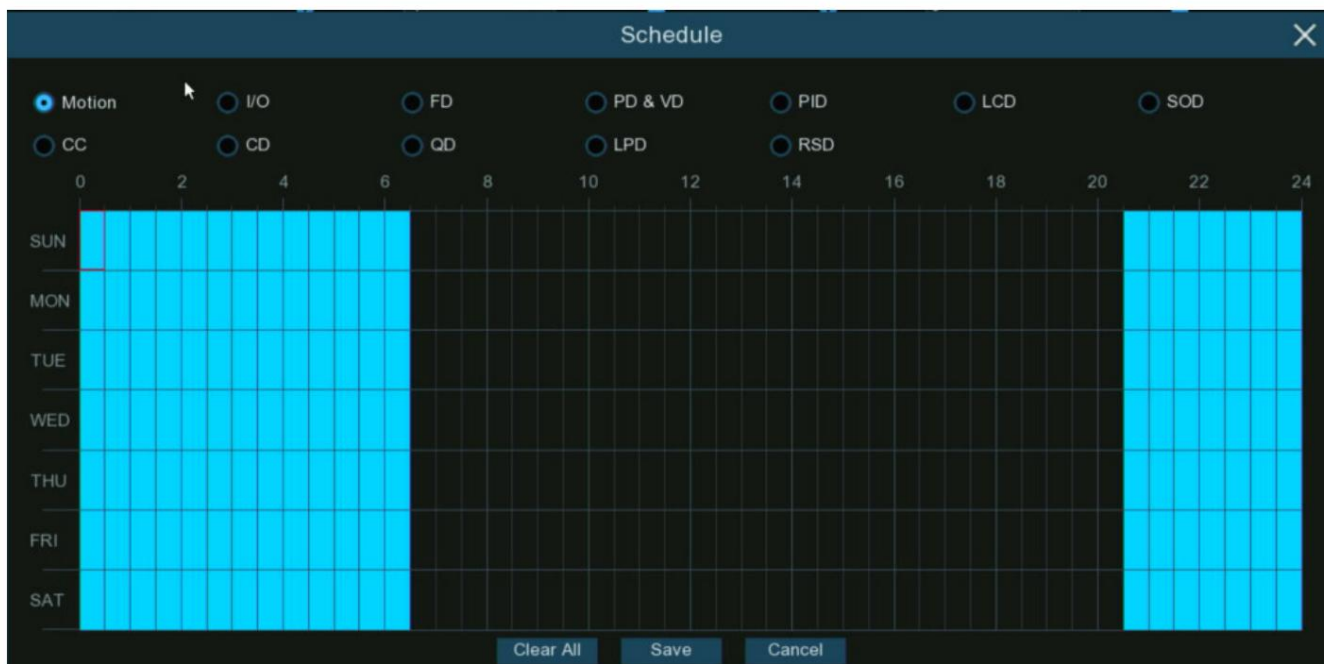 Schedule
Motion I/O FD PD & VD PID LCD SOD
CC CD QD LPD RSD
0 2 4 6 8 10 12 14 16 18 20 22 24
SUN
MON
TUE
WED
THU
FRI
SAT
Clear All Save Cancel